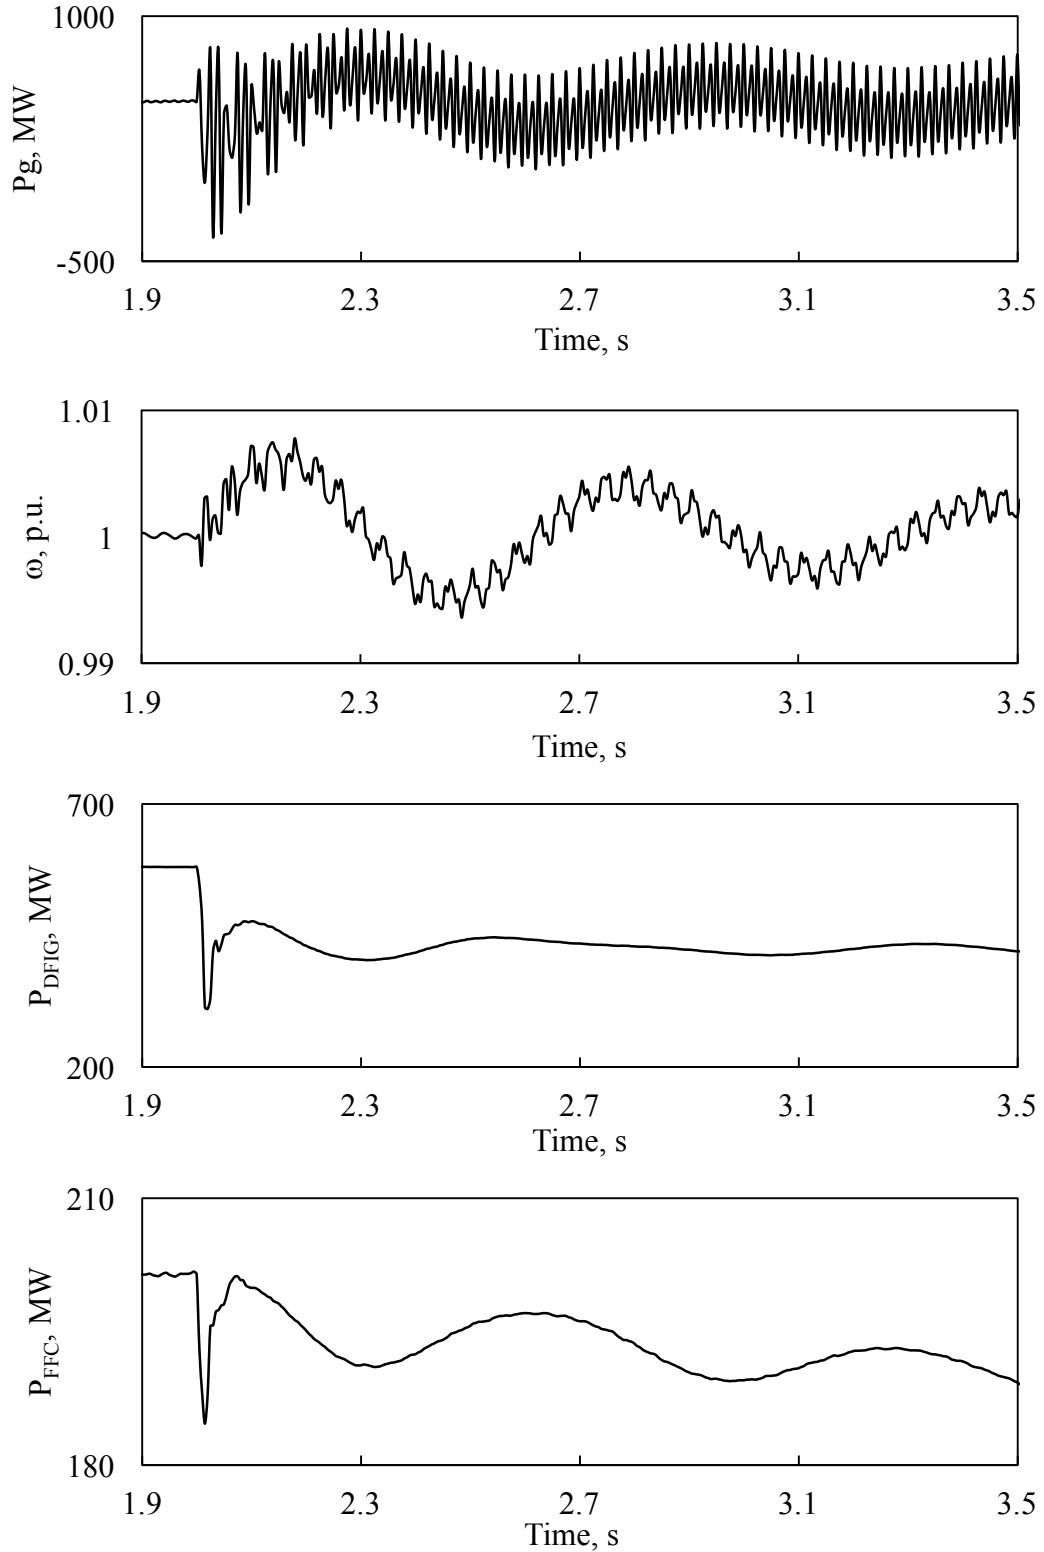 1000
Pg, MW
-500
1.9 2.3 2.7 3.1 3.5
Time, s
1.01
ω, p.u.
1
0.99
1.9 2.3 2.7 3.1 3.5
Time, s
700
P_DFIG, MW
200
1.9 2.3 2.7 3.1 3.5
Time, s
210
P_FFC, MW
180
1.9 2.3 2.7 3.1 3.5
Time, s